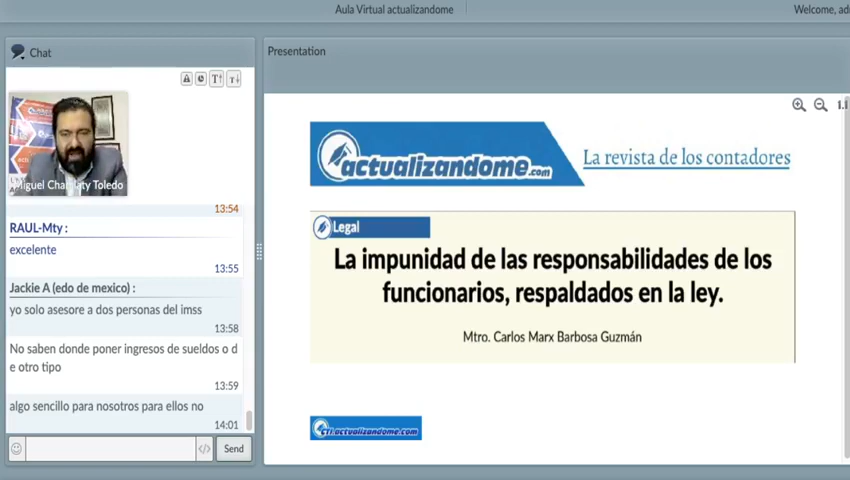 Aula Virtual actualizandome
Welcome,
Chat
Presentation
Miguel Chamlaty Toledo
13:54
RAUL-Mty :
excelente
13:55
Jackie A (edo de mexico) :
yo solo asesore a dos personas del imss
13:58
No saben donde poner ingresos de sueldos o d
e otro tipo
13:59
algo sencillo para nosotros para ellos no
14:01
Send
actualizandome.com
La revista de los contadores
Legal
La impunidad de las responsabilidades de los
funcionarios, respaldados en la ley.
Mtro. Carlos Marx Barbosa Guzmán